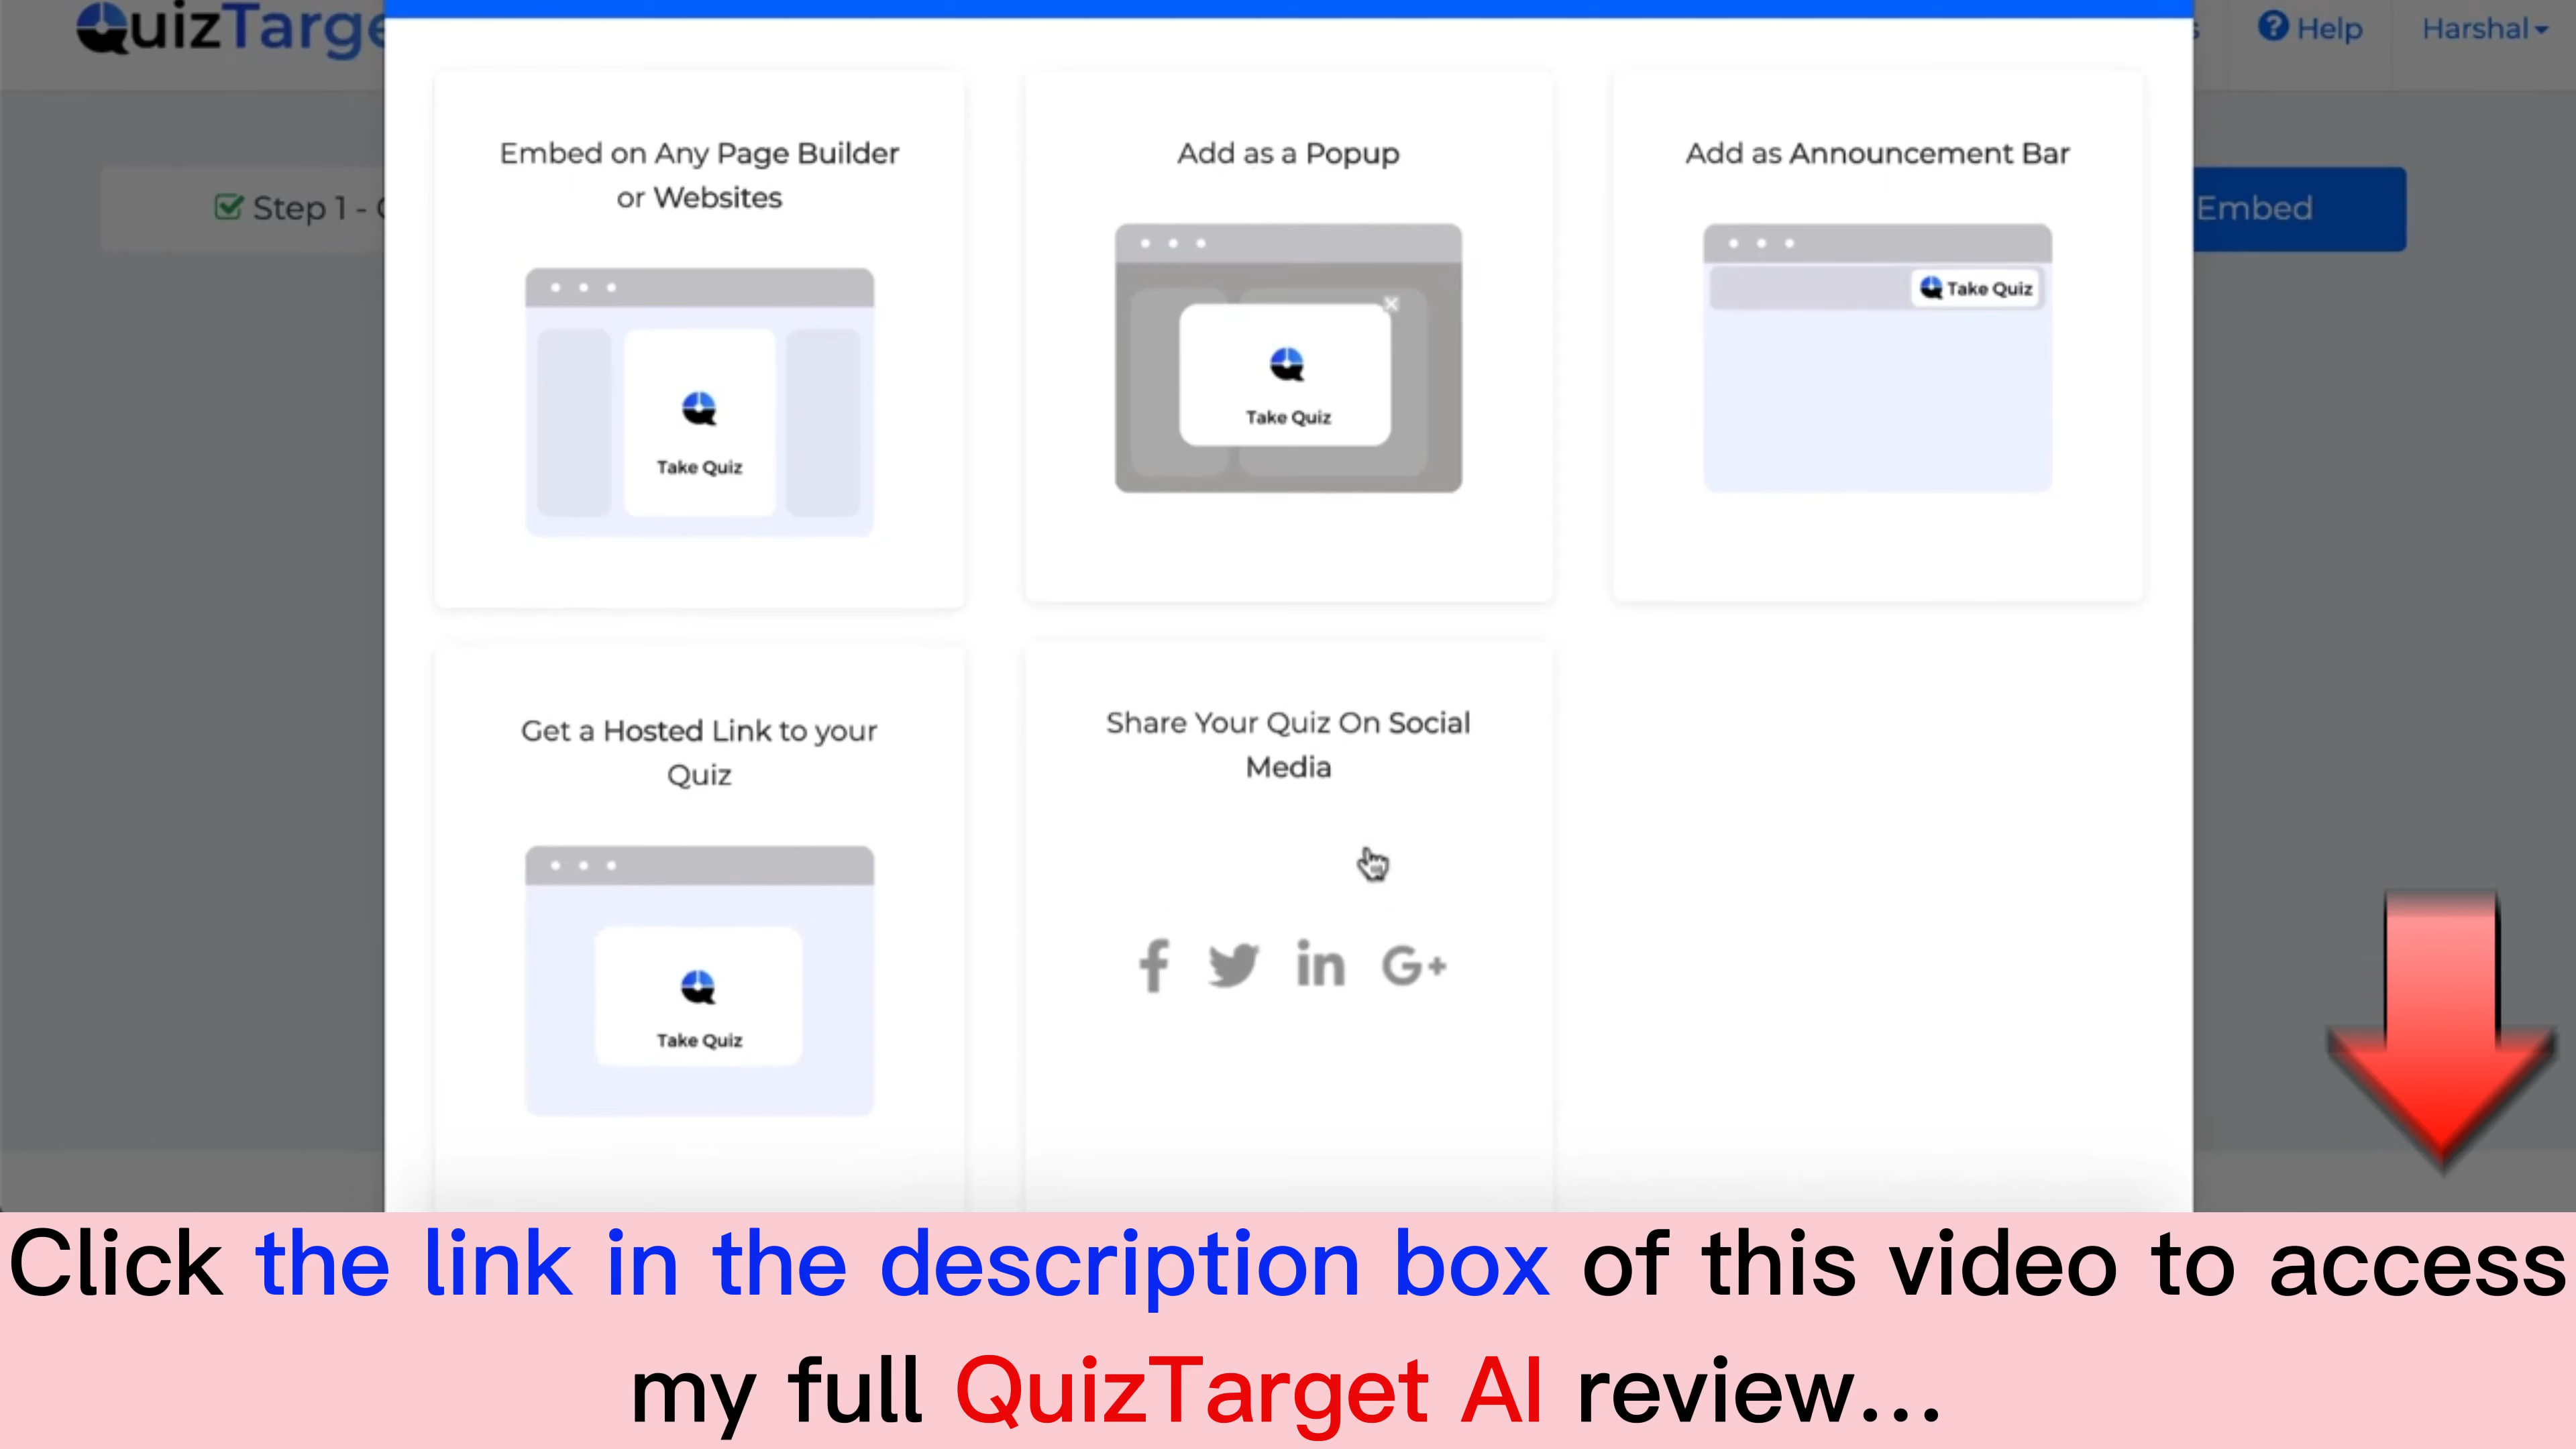 QuizTarge
Help
Harshal
Step 1 -
Embed
Embed on Any Page Builder
or Websites
Take Quiz
Add as a Popup
Take Quiz
Add as Announcement Bar
Take Quiz
Get a Hosted Link to your
Quiz
Take Quiz
Share Your Quiz On Social
Media
f in G+
Click the link in the description box of this video to access
my full QuizTarget AI review...